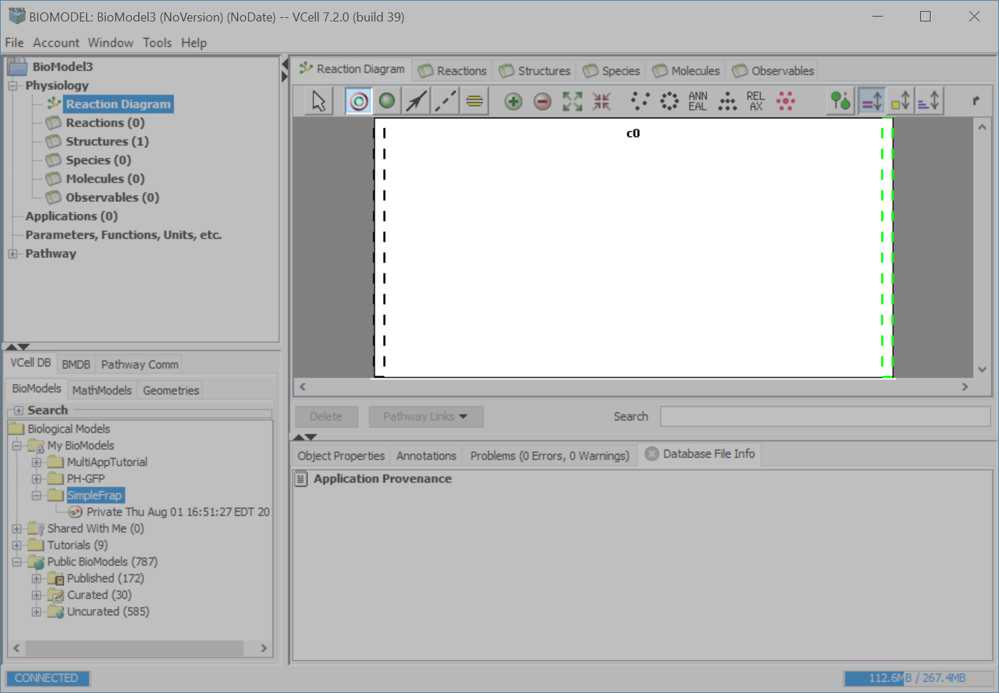 BIOMODEL: BioModel3 (NoVersion) (NoDate) -- VCell 7.2.0 (build 39)
File Account Window Tools Help
BioModel3
Physiology
Reaction Diagram
Reactions (0)
Structures (1)
Species (0)
Molecules (0)
Observables (0)
Applications (0)
Parameters, Functions, Units, etc.
Pathway
VCell DB BMDB Pathway Comm
BioModels MathModels Geometries
Search
Biological Models
My BioModels
MultiAppTutorial
PH-GFP
SimpleFrap
Private Thu Aug 01 16:51:27 EDT 20
Shared With Me (0)
Tutorials (9)
Public BioModels (787)
Published (172)
Curated (30)
Uncurated (585)
Reaction Diagram Reactions Structures Species Molecules Observables
ANN
EAL
REL
AX
c0
Delete Pathway Links Search
Object Properties Annotations Problems (0 Errors, 0 Warnings) Database File Info
Application Provenance
CONNECTED 112.6MB / 267.4MB